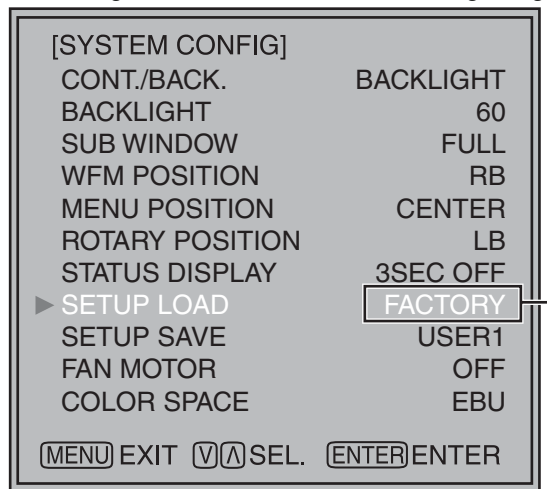 [SYSTEM CONFIG]
CONT./BACK. BACKLIGHT
BACKLIGHT 60
SUB WINDOW FULL
WFM POSITION RB
MENU POSITION CENTER
ROTARY POSITION LB
STATUS DISPLAY 3SEC OFF
▶ SETUP LOAD FACTORY
SETUP SAVE USER1
FAN MOTOR OFF
COLOR SPACE EBU
MENU EXIT V Λ SEL. ENTER ENTER